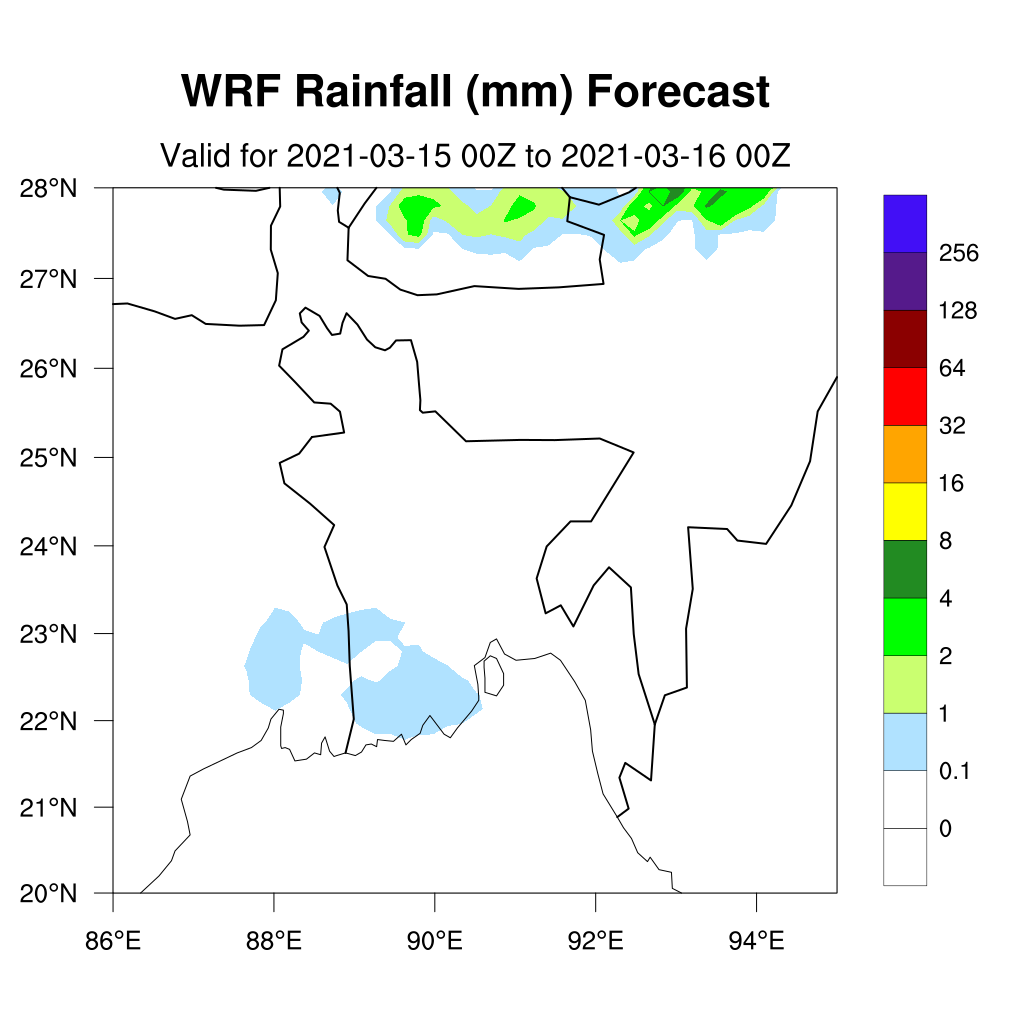 WRF Rainfall (mm) Forecast
Valid for 2021-03-15 00Z to 2021-03-16 00Z
28°N
27°N
26°N
25°N
24°N
23°N
22°N
21°N
20°N
86°E 88°E 90°E 92°E 94°E
256
128
64
32
16
8
4
2
1
0.1
0